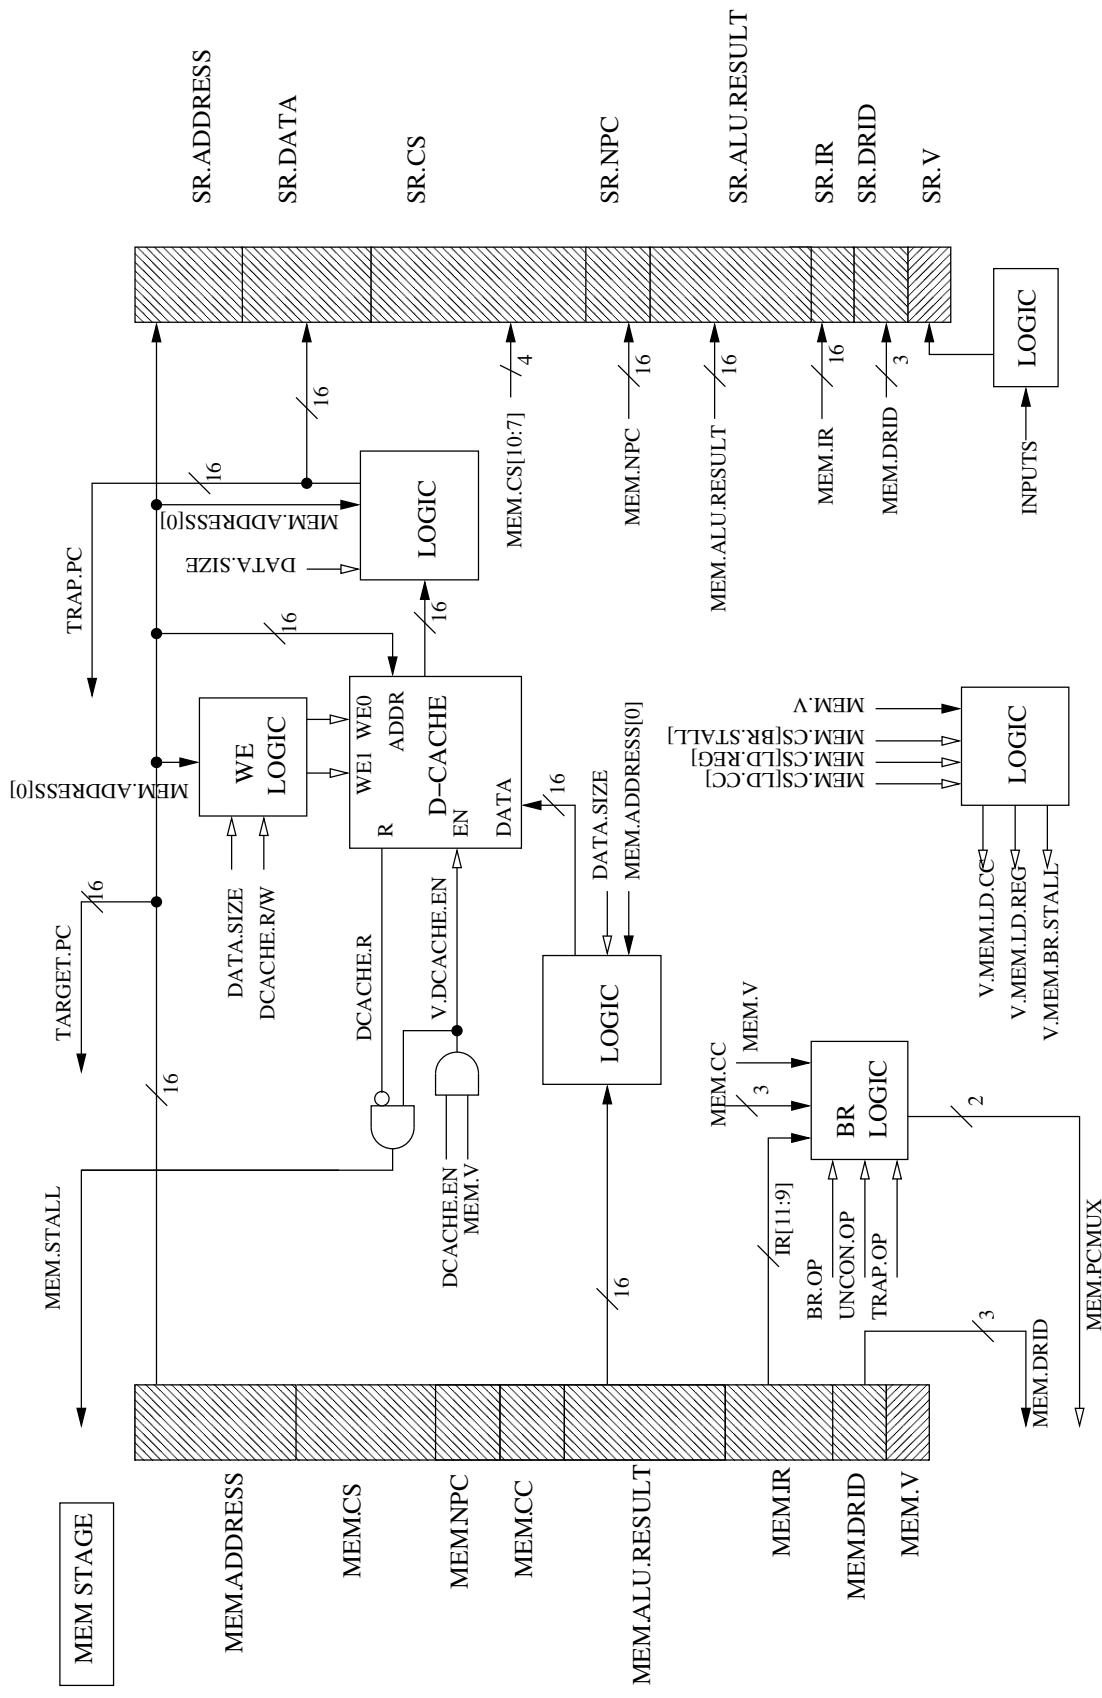 MEM STAGE
MEM.ADDRESS
MEM.CS
MEM.NPC
MEM.CC
MEM.ALU.RESULT
MEM.IR
MEM.DRID
MEM.V
MEM.STALL
TARGET.PC
TRAP.PC
16
16
16
16
MEM.ADDRESS[0]
DATA.SIZE
DCACHE.R/W
WE
LOGIC
WE1
WE0
ADDR
R
D-CACHE
EN
DATA
DCACHE.R
V.DCACHE.EN
DCACHE.EN
MEM.V
16
DATA.SIZE
MEM.ADDRESS[0]
LOGIC
16
16
LOGIC
16
DATA.SIZE
MEM.ADDRESS[0]
16
MEM.CC
3
MEM.V
IR[11:9]
BR
LOGIC
BR.OP
UNCON.OP
TRAP.OP
2
MEM.PCMUX
3
MEM.DRID
MEM.V
MEM.CS[BR.STALL]
MEM.CS[LD.REG]
MEM.CS[LD.CC]
LOGIC
V.MEM.LD.CC
V.MEM.LD.REG
V.MEM.BR.STALL
MEM.CS[10:7]
4
MEM.NPC
16
MEM.ALU.RESULT
16
MEM.IR
16
MEM.DRID
3
INPUTS
LOGIC
SR.ADDRESS
SR.DATA
SR.CS
SR.NPC
SR.ALU.RESULT
SR.IR
SR.DRID
SR.V